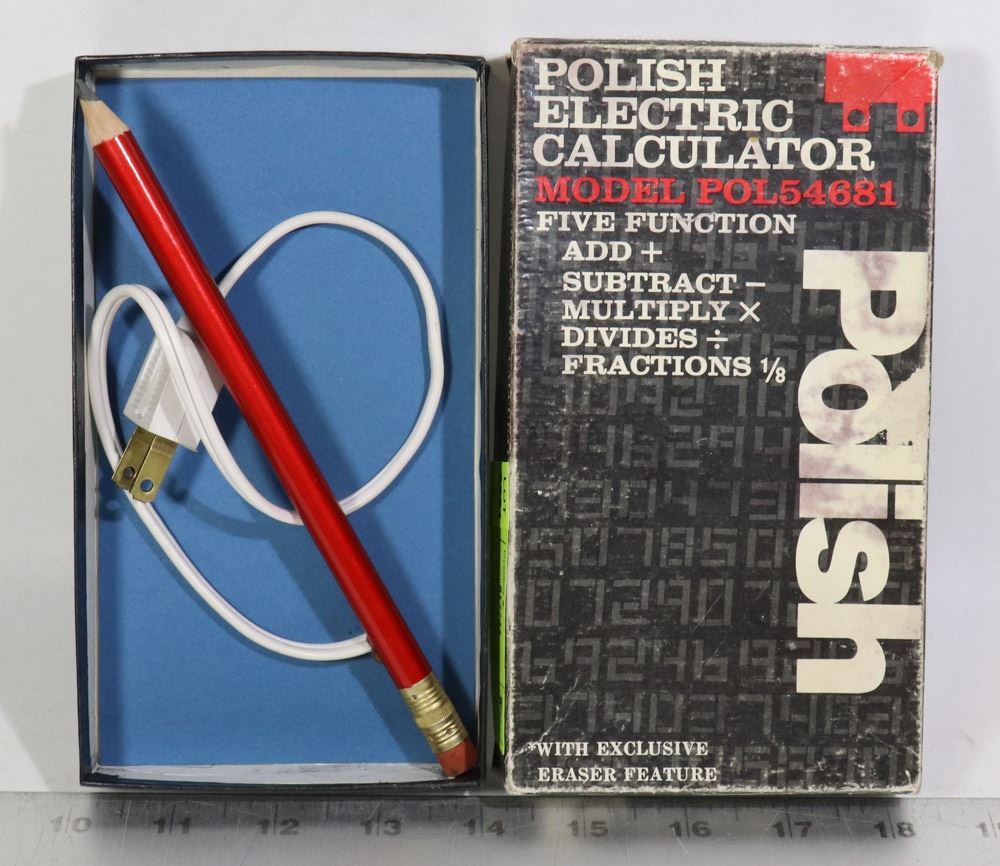 POLISH
ELECTRIC
CALCULATOR
MODEL POL54681
FIVE FUNCTION
ADD +
SUBTRACT −
MULTIPLY ×
DIVIDES ÷
FRACTIONS ⅛
Polish
*WITH EXCLUSIVE
ERASER FEATURE
10 11 12 13 14 15 16 17 18